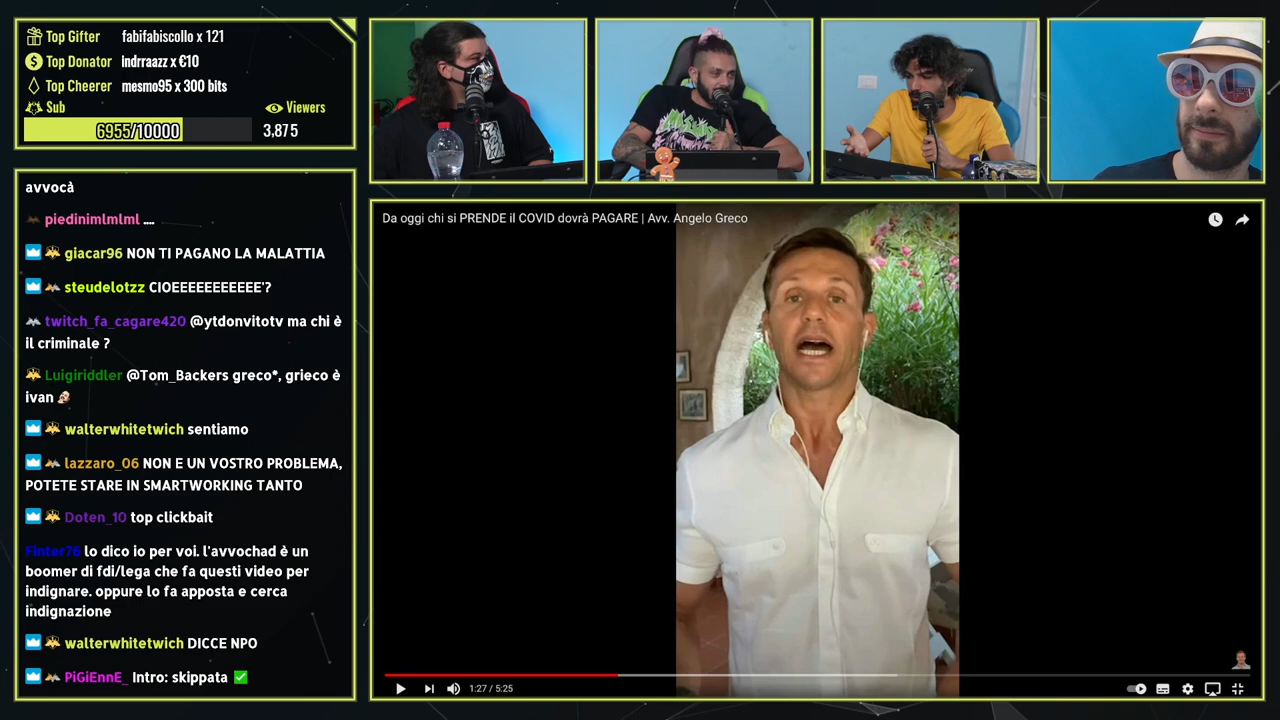 Top Gifter fabifabiscollo x 121
Top Donator indrraazz x €10
Top Cheerer mesmo95 x 300 bits
Sub
Viewers
6955/10000
3,875
avvocà
piedinimlmlml ....
giacar96 NON TI PAGANO LA MALATTIA
steudelotzz CIOEEEEEEEEEEE'?
twitch_fa_cagare420 @ytdonvitotv ma chi è
il criminale ?
Luigiriddler @Tom_Backers greco*, grieco è
ivan
walterwhitetwich sentiamo
lazzaro_06 NON E UN VOSTRO PROBLEMA,
POTETE STARE IN SMARTWORKING TANTO
Doten_10 top clickbait
Finter76 lo dico io per voi. l'avvochad è un
boomer di fdi/lega che fa questi video per
indignare. oppure lo fa apposta e cerca
indignazione
walterwhitetwich DICCE NPO
PiGiEnnE_ Intro: skippata ✅
Da oggi chi si PRENDE il COVID dovrà PAGARE | Avv. Angelo Greco
1:27 / 5:25